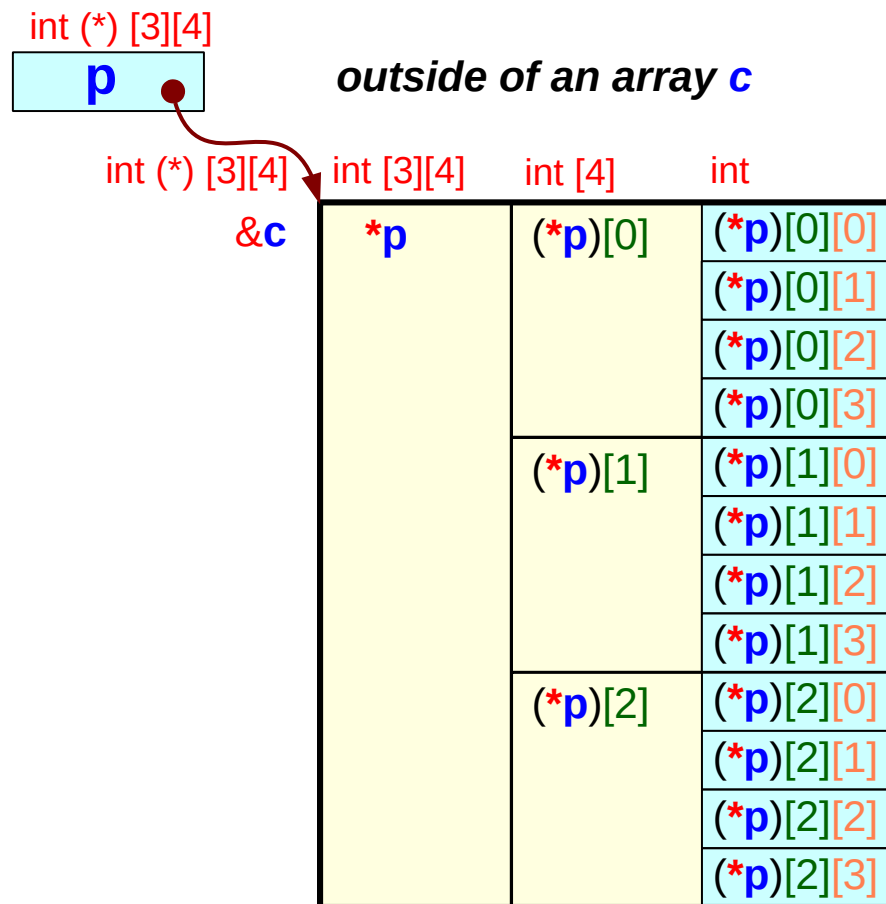 int (*) [3][4]
p
outside of an array c
int (*) [3][4] int [3][4] int [4] int
&c *p (*p)[0] (*p)[0][0]
(*p)[0][1]
(*p)[0][2]
(*p)[0][3]
(*p)[1] (*p)[1][0]
(*p)[1][1]
(*p)[1][2]
(*p)[1][3]
(*p)[2] (*p)[2][0]
(*p)[2][1]
(*p)[2][2]
(*p)[2][3]